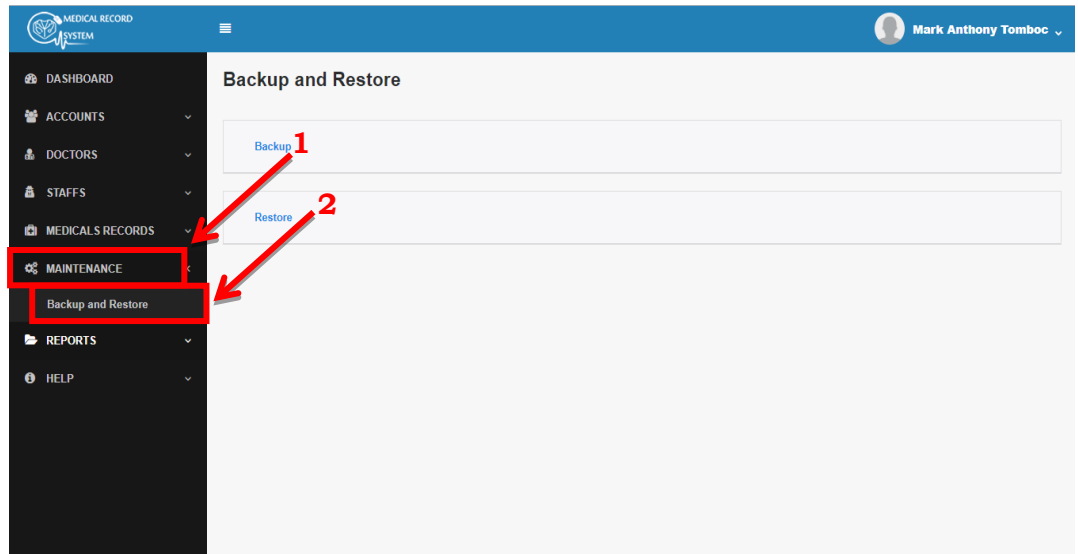 MEDICAL RECORD
SYSTEM
Mark Anthony Tomboc
DASHBOARD
ACCOUNTS
DOCTORS
STAFFS
MEDICALS RECORDS
MAINTENANCE
Backup and Restore
REPORTS
HELP
Backup and Restore
Backup
1
Restore
2